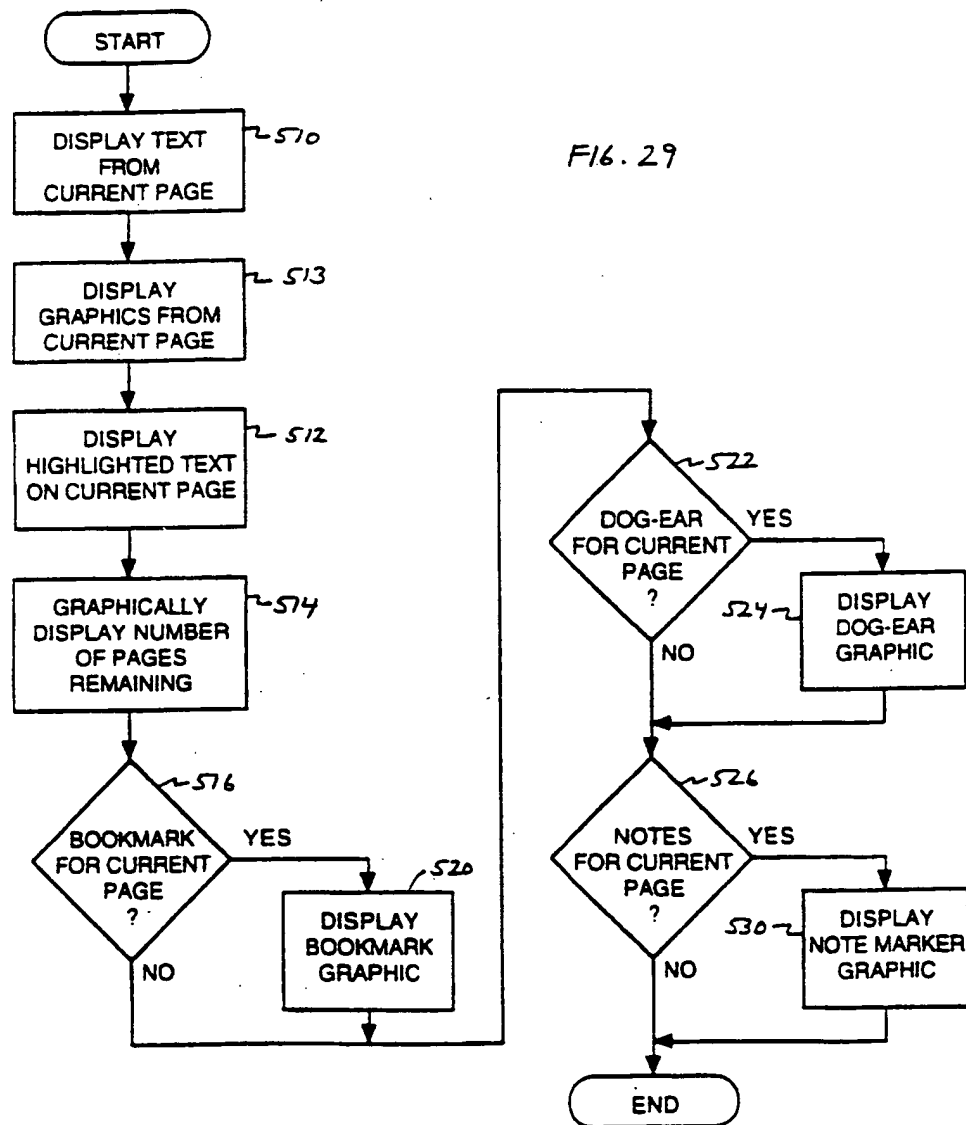 START
DISPLAY TEXT
FROM
CURRENT PAGE
510
FIG. 29
DISPLAY
GRAPHICS FROM
CURRENT PAGE
513
DISPLAY
HIGHLIGHTED TEXT
ON CURRENT PAGE
512
GRAPHICALLY
DISPLAY NUMBER
OF PAGES
REMAINING
514
BOOKMARK
FOR CURRENT
PAGE
?
516
YES
NO
DISPLAY
BOOKMARK
GRAPHIC
520
DOG-EAR
FOR CURRENT
PAGE
?
522
YES
NO
DISPLAY
DOG-EAR
GRAPHIC
524
NOTES
FOR CURRENT
PAGE
?
526
YES
NO
DISPLAY
NOTE MARKER
GRAPHIC
530
END